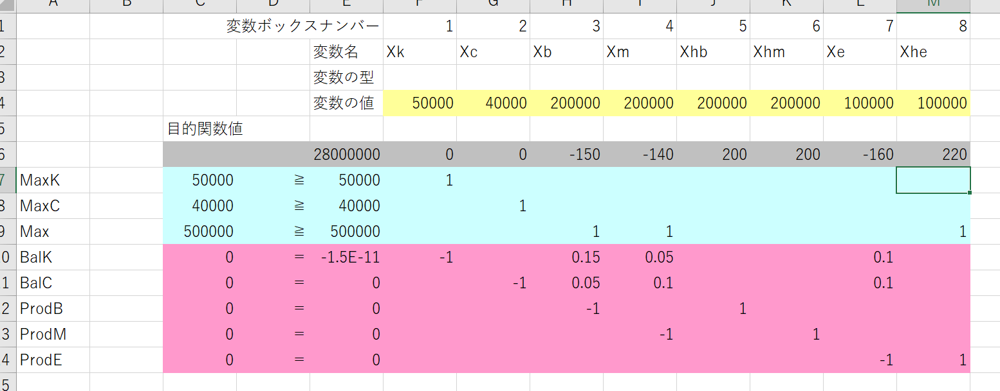 A B C D E F G H I J K L M
1 変数ボックスナンバー 1 2 3 4 5 6 7 8
2 変数名 Xk Xc Xb Xm Xhb Xhm Xe Xhe
3 変数の型
4 変数の値 50000 40000 200000 200000 200000 200000 100000 100000
5 目的関数値
6 28000000 0 0 -150 -140 200 200 -160 220
7 MaxK 50000 ≧ 50000 1
8 MaxC 40000 ≧ 40000 1
9 Max 500000 ≧ 500000 1 1 1
0 BalK 0 = -1.5E-11 -1 0.15 0.05 0.1
1 BalC 0 = 0 -1 0.05 0.1 0.1
2 ProdB 0 = 0 -1 1
3 ProdM 0 = 0 -1 1
4 ProdE 0 = 0 -1 1
5